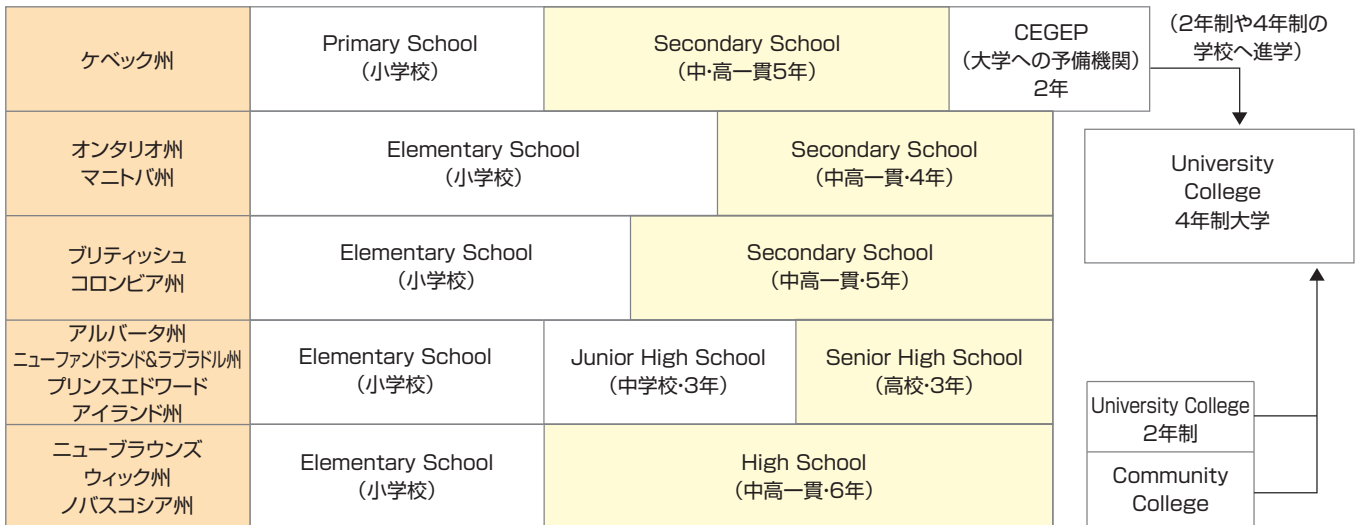 ケベック州
Primary School
（小学校）
Secondary School
（中・高一貫5年）
CEGEP
（大学への予備機関）
2年
（2年制や4年制の
学校へ進学）
オンタリオ州
マニトバ州
Elementary School
（小学校）
Secondary School
（中高一貫・4年）
University
College
4年制大学
ブリティッシュ
コロンビア州
Elementary School
（小学校）
Secondary School
（中高一貫・5年）
アルバータ州
ニューファンドランド&ラブラドル州
プリンスエドワード
アイランド州
Elementary School
（小学校）
Junior High School
（中学校・3年）
Senior High School
（高校・3年）
University College
2年制
ニューブラウンズ
ウィック州
ノバスコシア州
Elementary School
（小学校）
High School
（中高一貫・6年）
Community
College